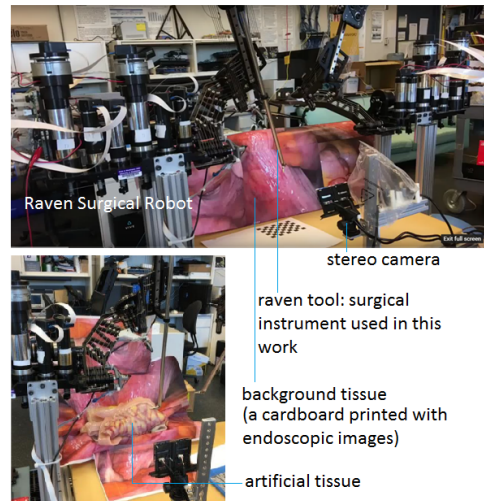 Raven Surgical Robot
Exit full screen
stereo camera
raven tool: surgical
instrument used in this
work
background tissue
(a cardboard printed with
endoscopic images)
artificial tissue